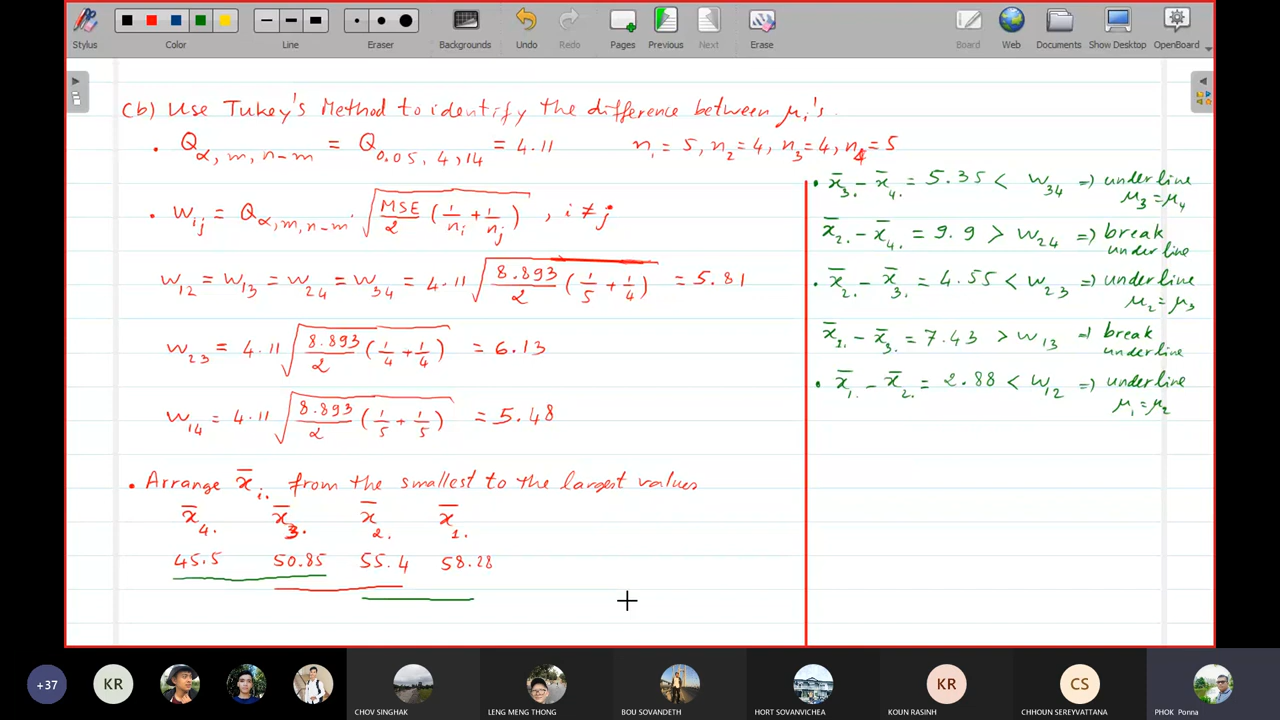 Stylus
Color
Line
Eraser
Backgrounds
Undo
Redo
Pages
Previous
Next
Erase
Board
Web
Documents
Show Desktop
OpenBoard
(b) Use Tukey's Method to identify the difference between μi's.
• Qα,m,n-m = Q0.05,4,14 = 4.11 n1 = 5, n2 = 4, n3 = 4, n4 = 5
• wij = Qα,m,n-m · √(MSE/2 (1/ni + 1/nj)) , i ≠ j
w12 = w13 = w24 = w34 = 4.11 √(8.893/2 (1/5 + 1/4)) = 5.81
w23 = 4.11 √(8.893/2 (1/4 + 1/4)) = 6.13
w14 = 4.11 √(8.893/2 (1/5 + 1/5)) = 5.48
• Arrange x̄i. from the smallest to the largest values
x̄4. x̄3. x̄2. x̄1.
45.5 50.85 55.4 58.28
• x̄3. - x̄4. = 5.35 < w34 => underline
μ3 = μ4
x̄2. - x̄4. = 9.9 > w24 => break
underline
• x̄2. - x̄3. = 4.55 < w23 => underline
μ2 = μ3
x̄1. - x̄3. = 7.43 > w13 => break
underline
• x̄1. - x̄2. = 2.88 < w12 => underline
μ1 = μ2
+37
KR
CHOV SINGHAK
LENG MENG THONG
BOU SOVANDETH
HORT SOVANVICHEA
KR
KOUN RASINH
CS
CHHOUN SEREYVATTANA
PHOK Ponna